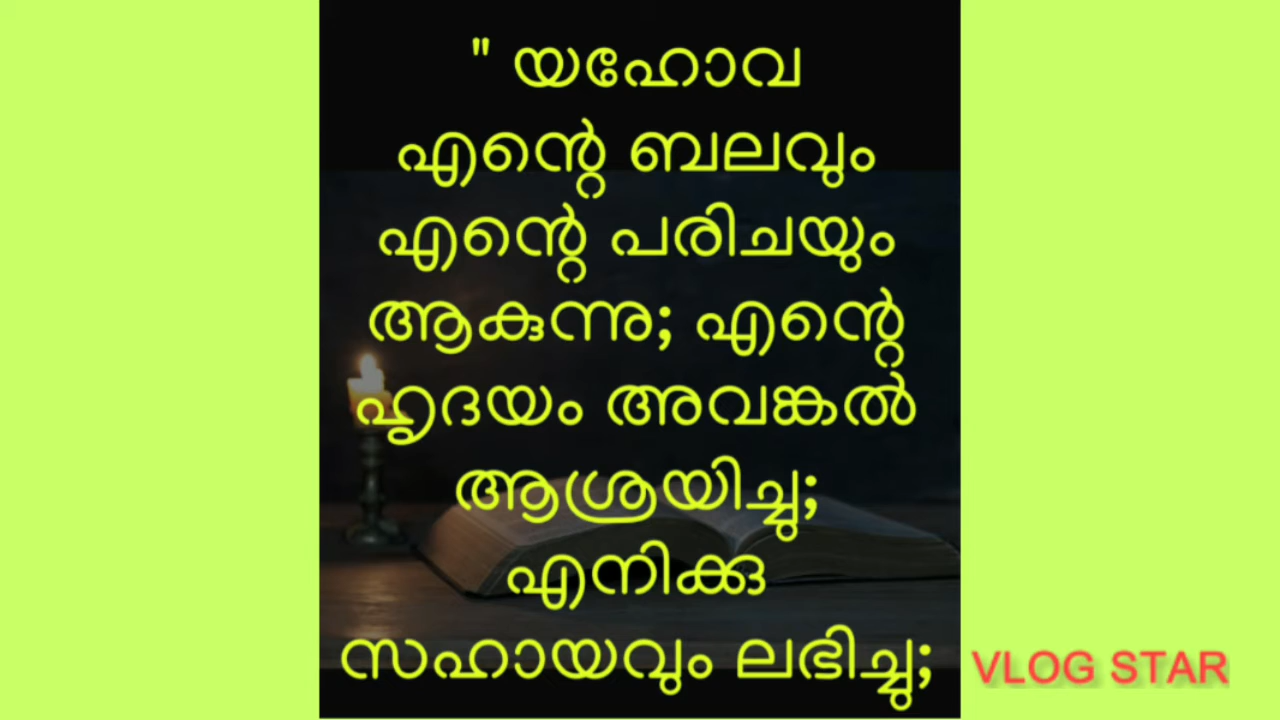 " യഹോവ
എന്റെ ബലവും
എന്റെ പരിചയും
ആകുന്നു; എന്റെ
ഹൃദയം അവങ്കൽ
ആശ്രയിച്ചു;
എനിക്കു
സഹായവും ലഭിച്ചു;
VLOG STAR